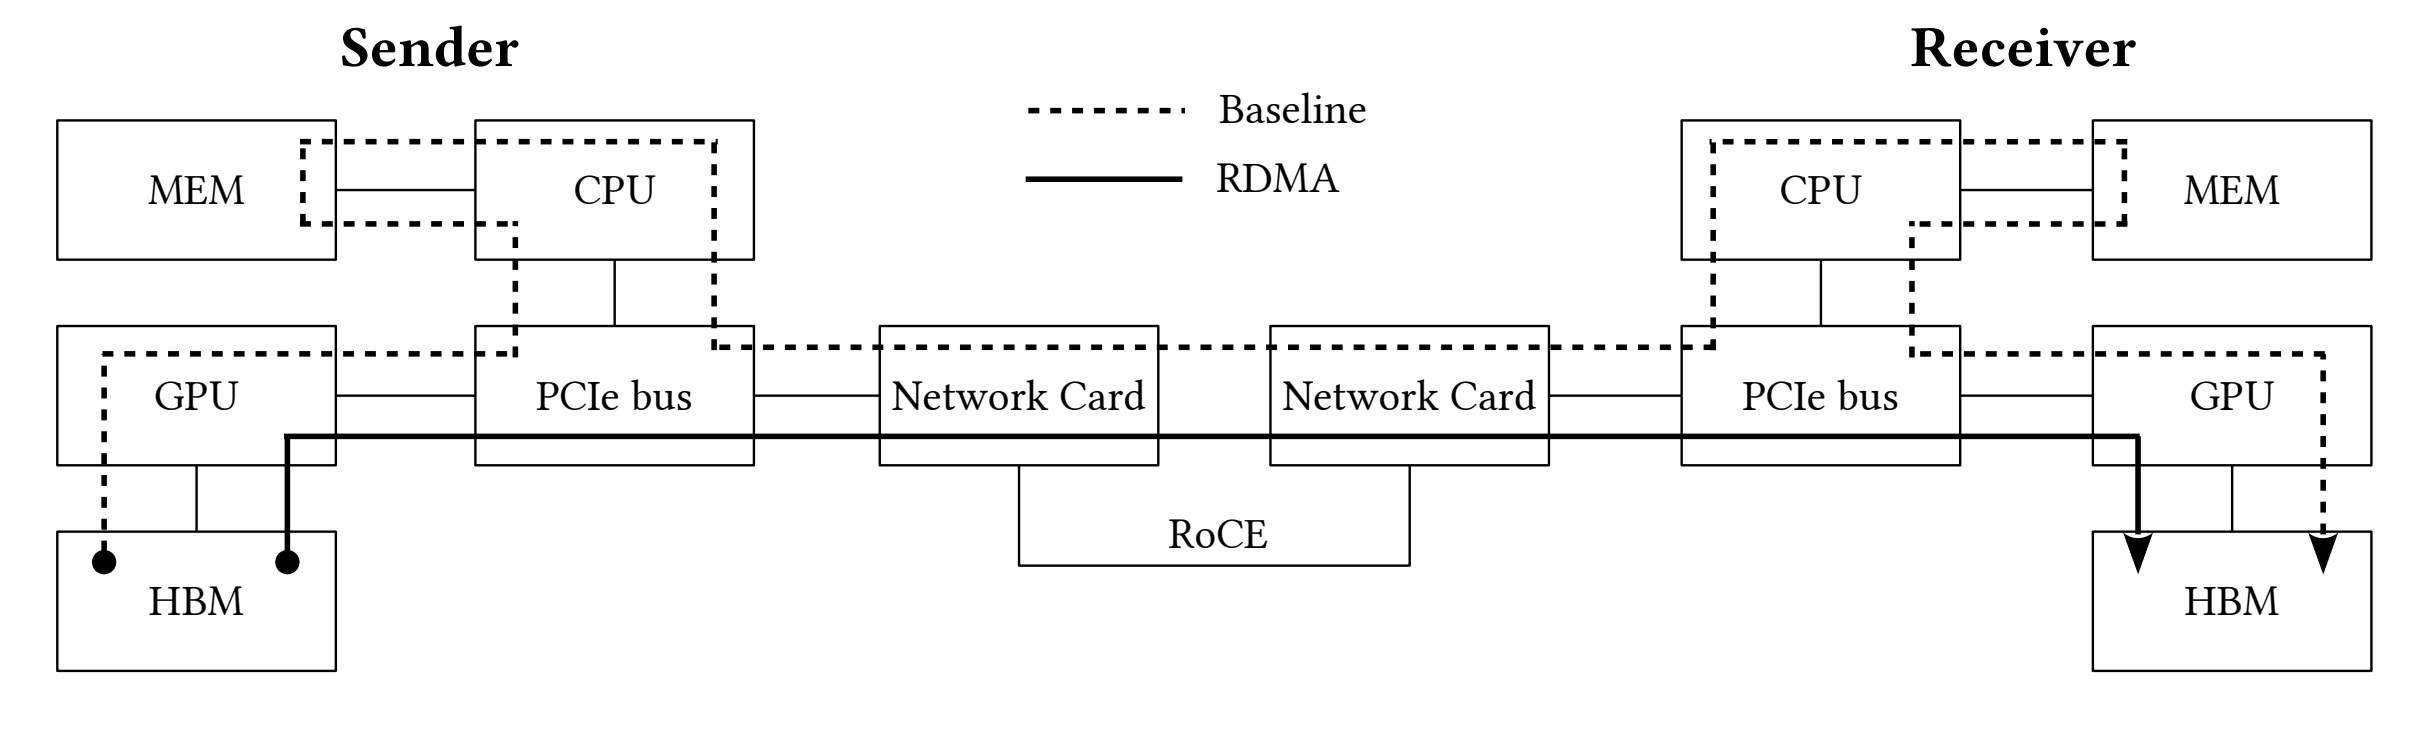 Sender
Receiver
Baseline
RDMA
MEM
CPU
CPU
MEM
GPU
PCIe bus
Network Card
Network Card
PCIe bus
GPU
RoCE
HBM
HBM